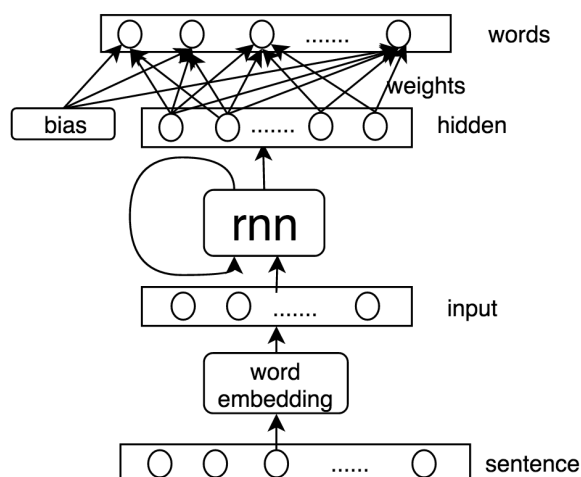 ....... words
weights
bias
....... hidden
rnn
....... input
word
embedding
...... sentence